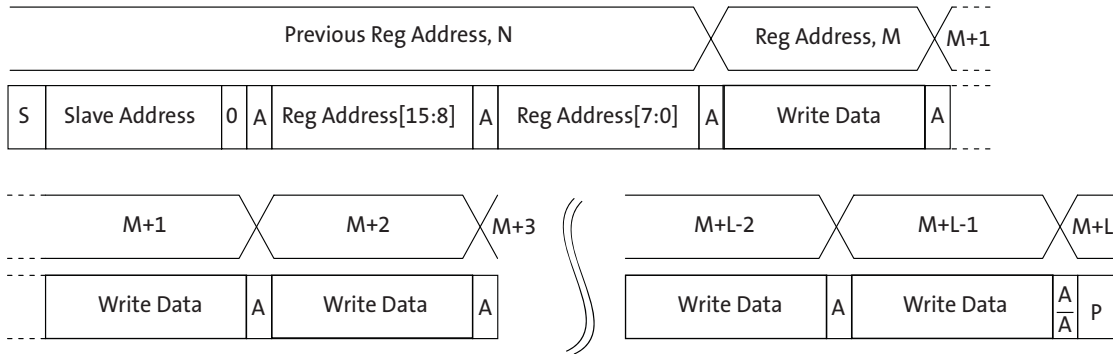 Previous Reg Address, N Reg Address, M M+1
S Slave Address 0 A Reg Address[15:8] A Reg Address[7:0] A Write Data A
M+1 M+2 M+3 M+L-2 M+L-1 M+L
Write Data A Write Data A Write Data A Write Data A P
A